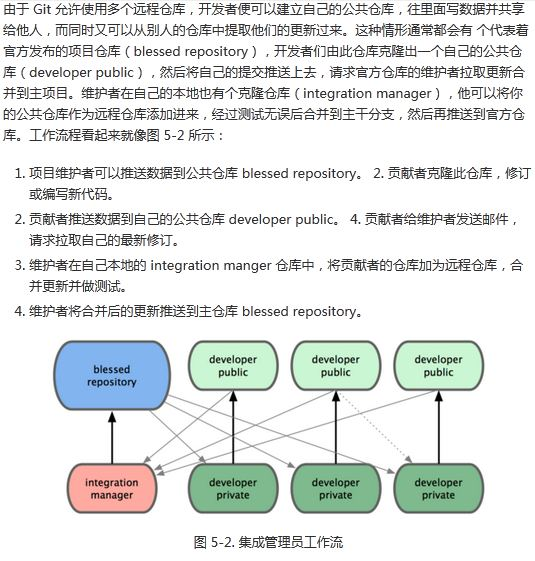 由于 Git 允许使用多个远程仓库，开发者便可以建立自己的公共仓库，往里面写数据并共享
给他人，而同时又可以从别人的仓库中提取他们的更新过来。这种情形通常都会有 个代表着
官方发布的项目仓库（blessed repository），开发者们由此仓库克隆出一个自己的公共仓
库（developer public），然后将自己的提交推送上去，请求官方仓库的维护者拉取更新合
并到主项目。维护者在自己的本地也有个克隆仓库（integration manager），他可以将你
的公共仓库作为远程仓库添加进来，经过测试无误后合并到主干分支，然后再推送到官方仓
库。工作流程看起来就像图 5-2 所示：
1. 项目维护者可以推送数据到公共仓库 blessed repository。 2. 贡献者克隆此仓库，修订
或编写新代码。
2. 贡献者推送数据到自己的公共仓库 developer public。 4. 贡献者给维护者发送邮件，
请求拉取自己的最新修订。
3. 维护者在自己本地的 integration manger 仓库中，将贡献者的仓库加为远程仓库，合
并更新并做测试。
4. 维护者将合并后的更新推送到主仓库 blessed repository。
blessed
repository
developer
public
developer
public
developer
public
integration
manager
developer
private
developer
private
developer
private
图 5-2. 集成管理员工作流